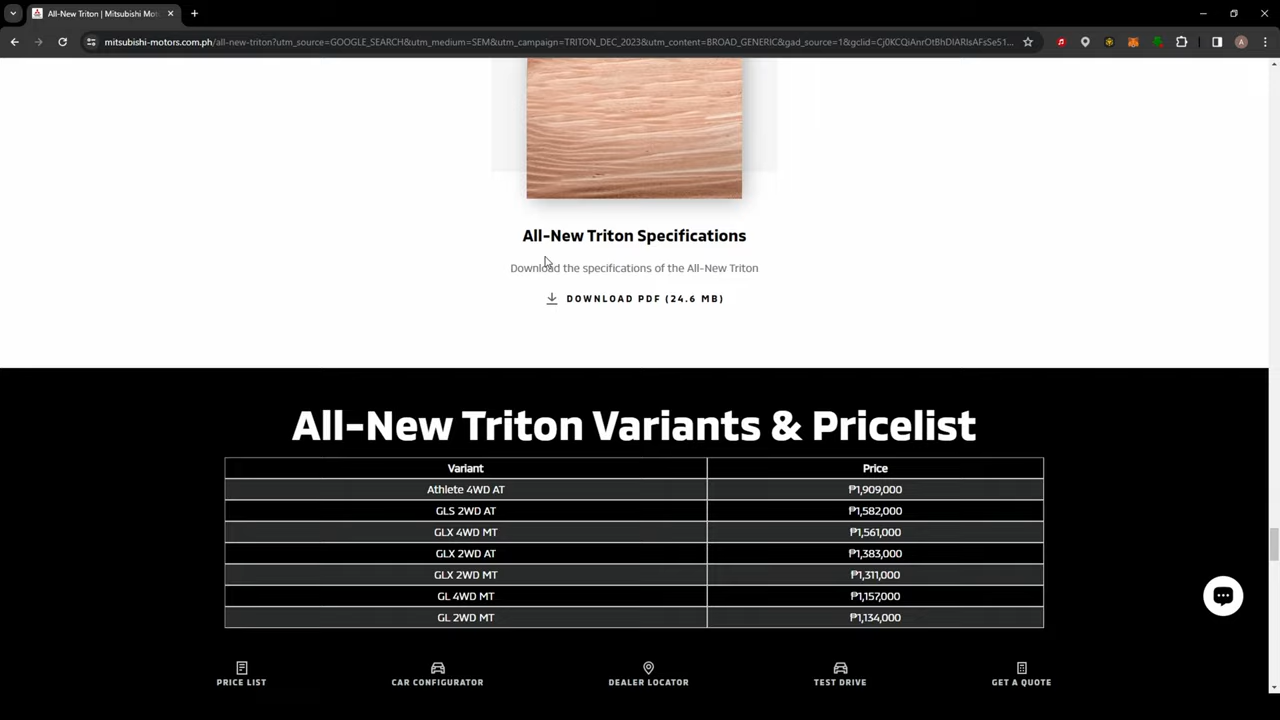 All-New Triton | Mitsubishi Mot
mitsubishi-motors.com.ph/all-new-triton?utm_source=GOOGLE_SEARCH&utm_medium=SEM&utm_campaign=TRITON_DEC_2023&utm_content=BROAD_GENERIC&gad_source=1&gclid=Cj0KCQiAnrOtBhDIARIsAFsSe51...
A
All-New Triton Specifications
Download the specifications of the All-New Triton
DOWNLOAD PDF (24.6 MB)
All-New Triton Variants & Pricelist
Variant Price
Athlete 4WD AT ₱1,909,000
GLS 2WD AT ₱1,582,000
GLX 4WD MT ₱1,561,000
GLX 2WD AT ₱1,383,000
GLX 2WD MT ₱1,311,000
GL 4WD MT ₱1,157,000
GL 2WD MT ₱1,134,000
PRICE LIST CAR CONFIGURATOR DEALER LOCATOR TEST DRIVE GET A QUOTE